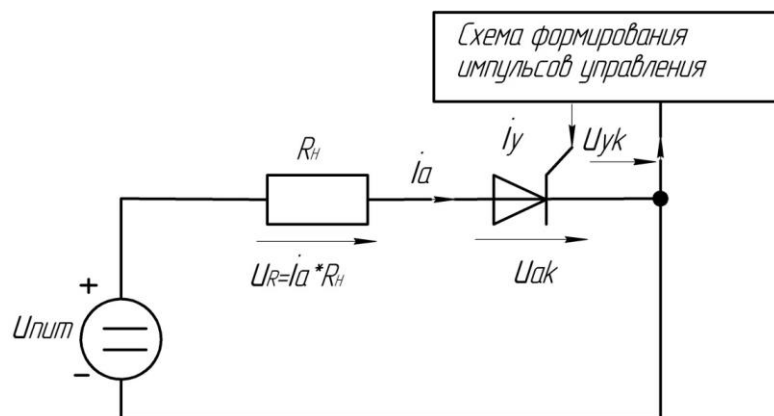 Схема формирования
импульсов управления
Rн
iа
iу
Uук
UR=iа*Rн
Uак
+
Uпит
-